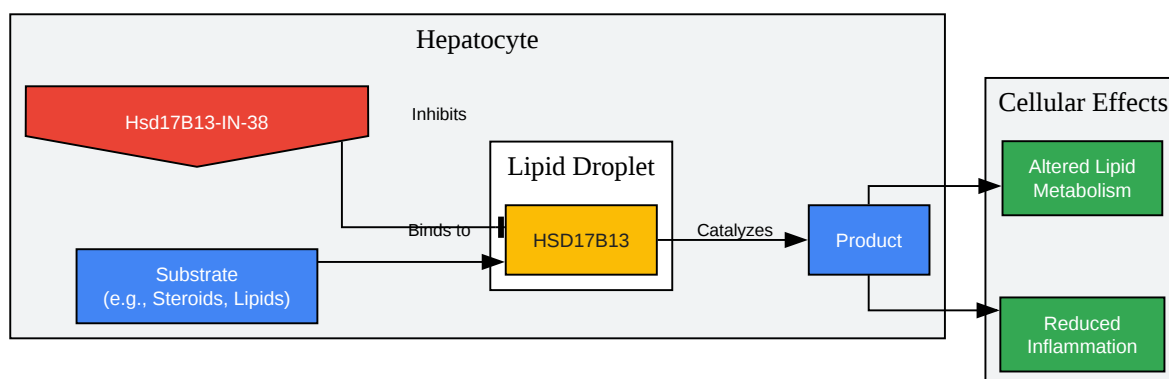 Hepatocyte
Cellular Effects
Hsd17B13-IN-38
Inhibits
Lipid Droplet
Altered Lipid
Metabolism
Binds to
HSD17B13
Catalyzes
Product
Substrate
(e.g., Steroids, Lipids)
Reduced
Inflammation